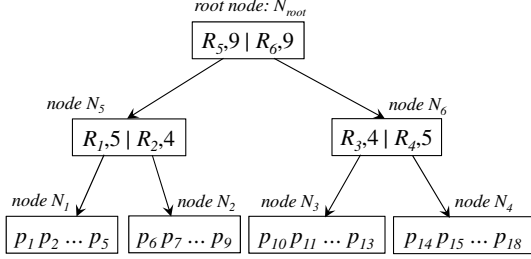 root node: N_root
R_5,9 | R_6,9
node N_5
node N_6
R_1,5 | R_2,4
R_3,4 | R_4,5
node N_1
node N_2
node N_3
node N_4
p_1 p_2 ... p_5
p_6 p_7 ... p_9
p_10 p_11 ... p_13
p_14 p_15 ... p_18